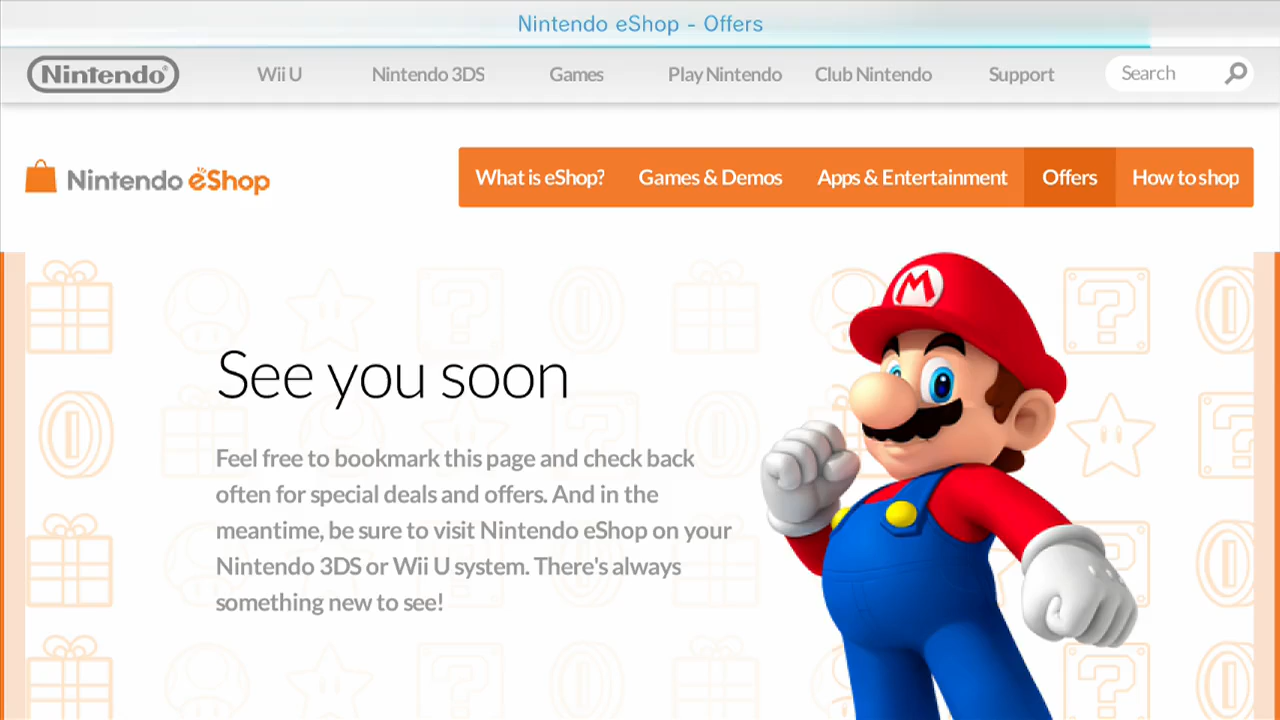 Nintendo eShop - Offers
Nintendo® Wii U Nintendo 3DS Games Play Nintendo Club Nintendo Support Search
Nintendo eShop What is eShop? Games & Demos Apps & Entertainment Offers How to shop
M
See you soon
Feel free to bookmark this page and check back
often for special deals and offers. And in the
meantime, be sure to visit Nintendo eShop on your
Nintendo 3DS or Wii U system. There's always
something new to see!